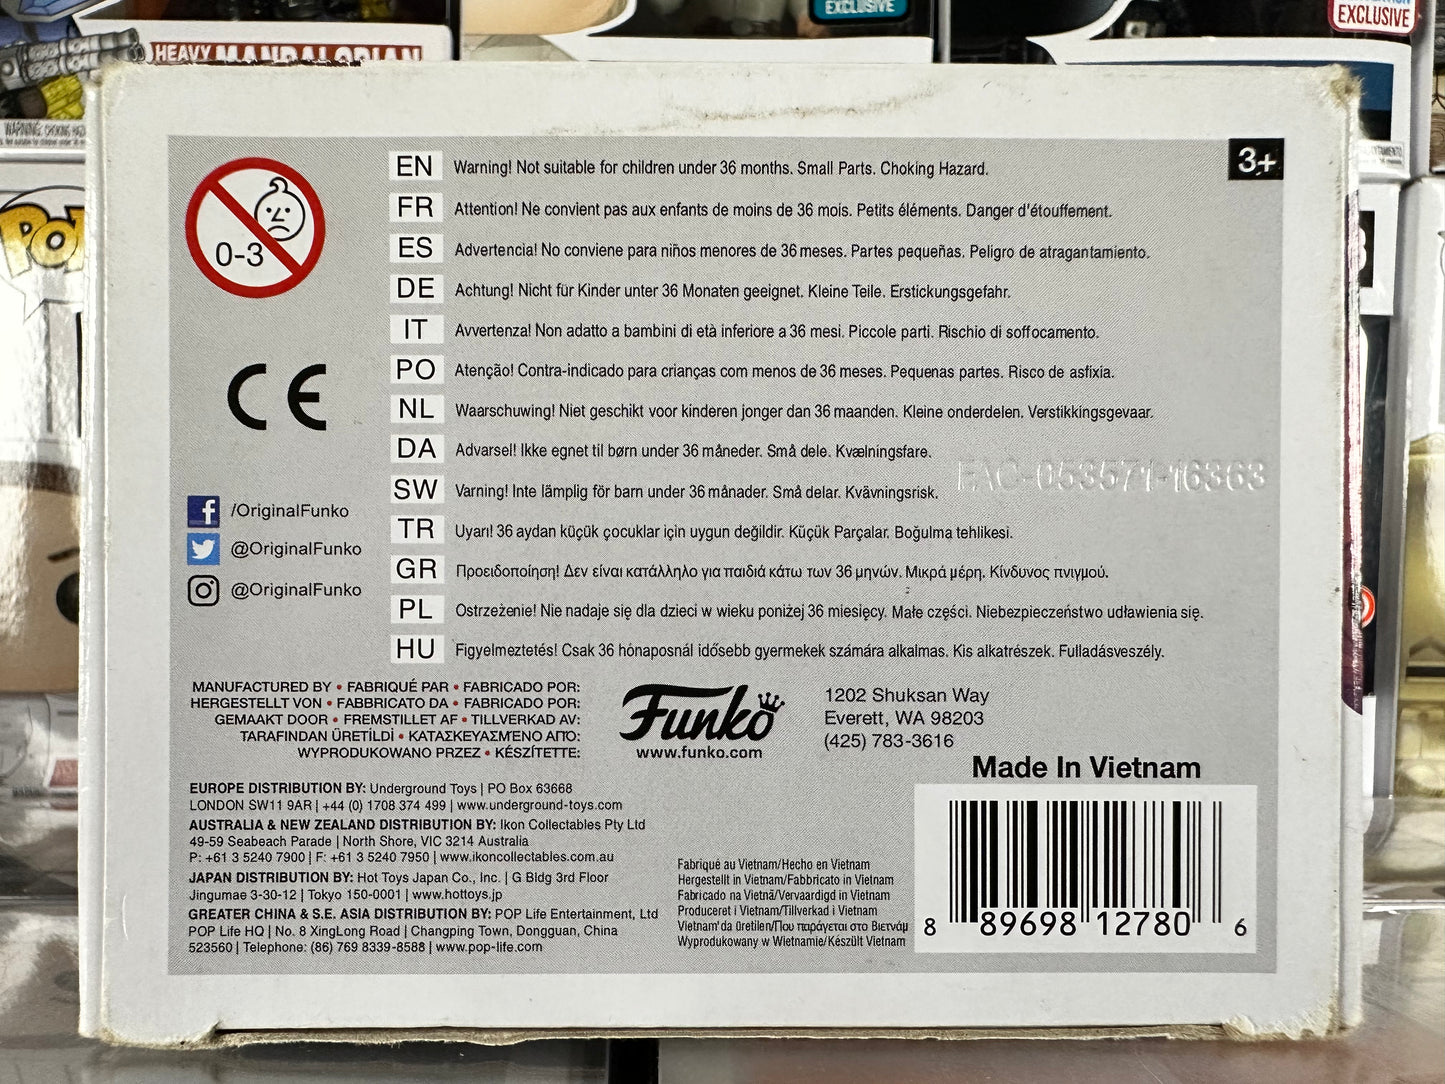 EXCLUSIVE
EXCLUSIVE
HEAVY MANDALORIAN
EN Warning! Not suitable for children under 36 months. Small Parts. Choking Hazard.
3+
FR Attention! Ne convient pas aux enfants de moins de 36 mois. Petits éléments. Danger d'étouffement.
ES Advertencia! No conviene para niños menores de 36 meses. Partes pequeñas. Peligro de atragantamiento.
0-3
DE Achtung! Nicht für Kinder unter 36 Monaten geeignet. Kleine Teile. Erstickungsgefahr.
IT Avvertenza! Non adatto a bambini di età inferiore a 36 mesi. Piccole parti. Rischio di soffocamento.
PO Atenção! Contra-indicado para crianças com menos de 36 meses. Pequenas partes. Risco de asfixia.
CE
NL Waarschuwing! Niet geschikt voor kinderen jonger dan 36 maanden. Kleine onderdelen. Verstikkingsgevaar.
DA Advarsel! Ikke egnet til børn under 36 måneder. Små dele. Kvælningsfare.
FAC-053571-16363
SW Varning! Inte lämplig för barn under 36 månader. Små delar. Kvävningsrisk.
TR Uyarı! 36 aydan küçük çocuklar için uygun değildir. Küçük Parçalar. Boğulma tehlikesi.
GR Προειδοποίηση! Δεν είναι κατάλληλο για παιδιά κάτω των 36 μηνών. Μικρά μέρη. Κίνδυνος πνιγμού.
PL Ostrzeżenie! Nie nadaje się dla dzieci w wieku poniżej 36 miesięcy. Małe części. Niebezpieczeństwo udławienia się.
HU Figyelmeztetés! Csak 36 hónaposnál idősebb gyermekek számára alkalmas. Kis alkatrészek. Fulladásveszély.
f /OriginalFunko
@OriginalFunko
@OriginalFunko
MANUFACTURED BY • FABRIQUÉ PAR • FABRICADO POR:
HERGESTELLT VON • FABBRICATO DA • FABRICADO POR:
GEMAAKT DOOR • FREMSTILLET AF • TILLVERKAD AV:
TARAFINDAN ÜRETİLDİ • ΚΑΤΑΣΚΕΥΑΣΜΕΝΟ ΑΠΌ:
WYPRODUKOWANO PRZEZ • KÉSZÍTETTE:
Funko
www.funko.com
1202 Shuksan Way
Everett, WA 98203
(425) 783-3616
Made In Vietnam
EUROPE DISTRIBUTION BY: Underground Toys | PO Box 63668
LONDON SW11 9AR | +44 (0) 1708 374 499 | www.underground-toys.com
AUSTRALIA & NEW ZEALAND DISTRIBUTION BY: Ikon Collectables Pty Ltd
49-59 Seabeach Parade | North Shore, VIC 3214 Australia
P: +61 3 5240 7900 | F: +61 3 5240 7950 | www.ikoncollectables.com.au
JAPAN DISTRIBUTION BY: Hot Toys Japan Co., Inc. | G Bldg 3rd Floor
Jingumae 3-30-12 | Tokyo 150-0001 | www.hottoys.jp
GREATER CHINA & S.E. ASIA DISTRIBUTION BY: POP Life Entertainment, Ltd
POP Life HQ | No. 8 XingLong Road | Changping Town, Dongguan, China
523560 | Telephone: (86) 769 8339-8588 | www.pop-life.com
Fabriqué au Vietnam/Hecho en Vietnam
Hergestellt in Vietnam/Fabbricato in Vietnam
Fabricado na Vietnã/Vervaardigd in Vietnam
Produceret i Vietnam/Tillverkad i Vietnam
Vietnam'da üretilen/Που παράγεται στο Βιετνάμ
Wyprodukowany w Wietnamie/Készült Vietnam
8 89698 12780 6